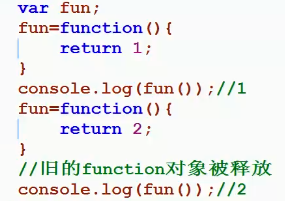 var fun;
fun=function(){
    return 1;
}
console.log(fun());//1
fun=function(){
    return 2;
}
//旧的function对象被释放
console.log(fun());//2